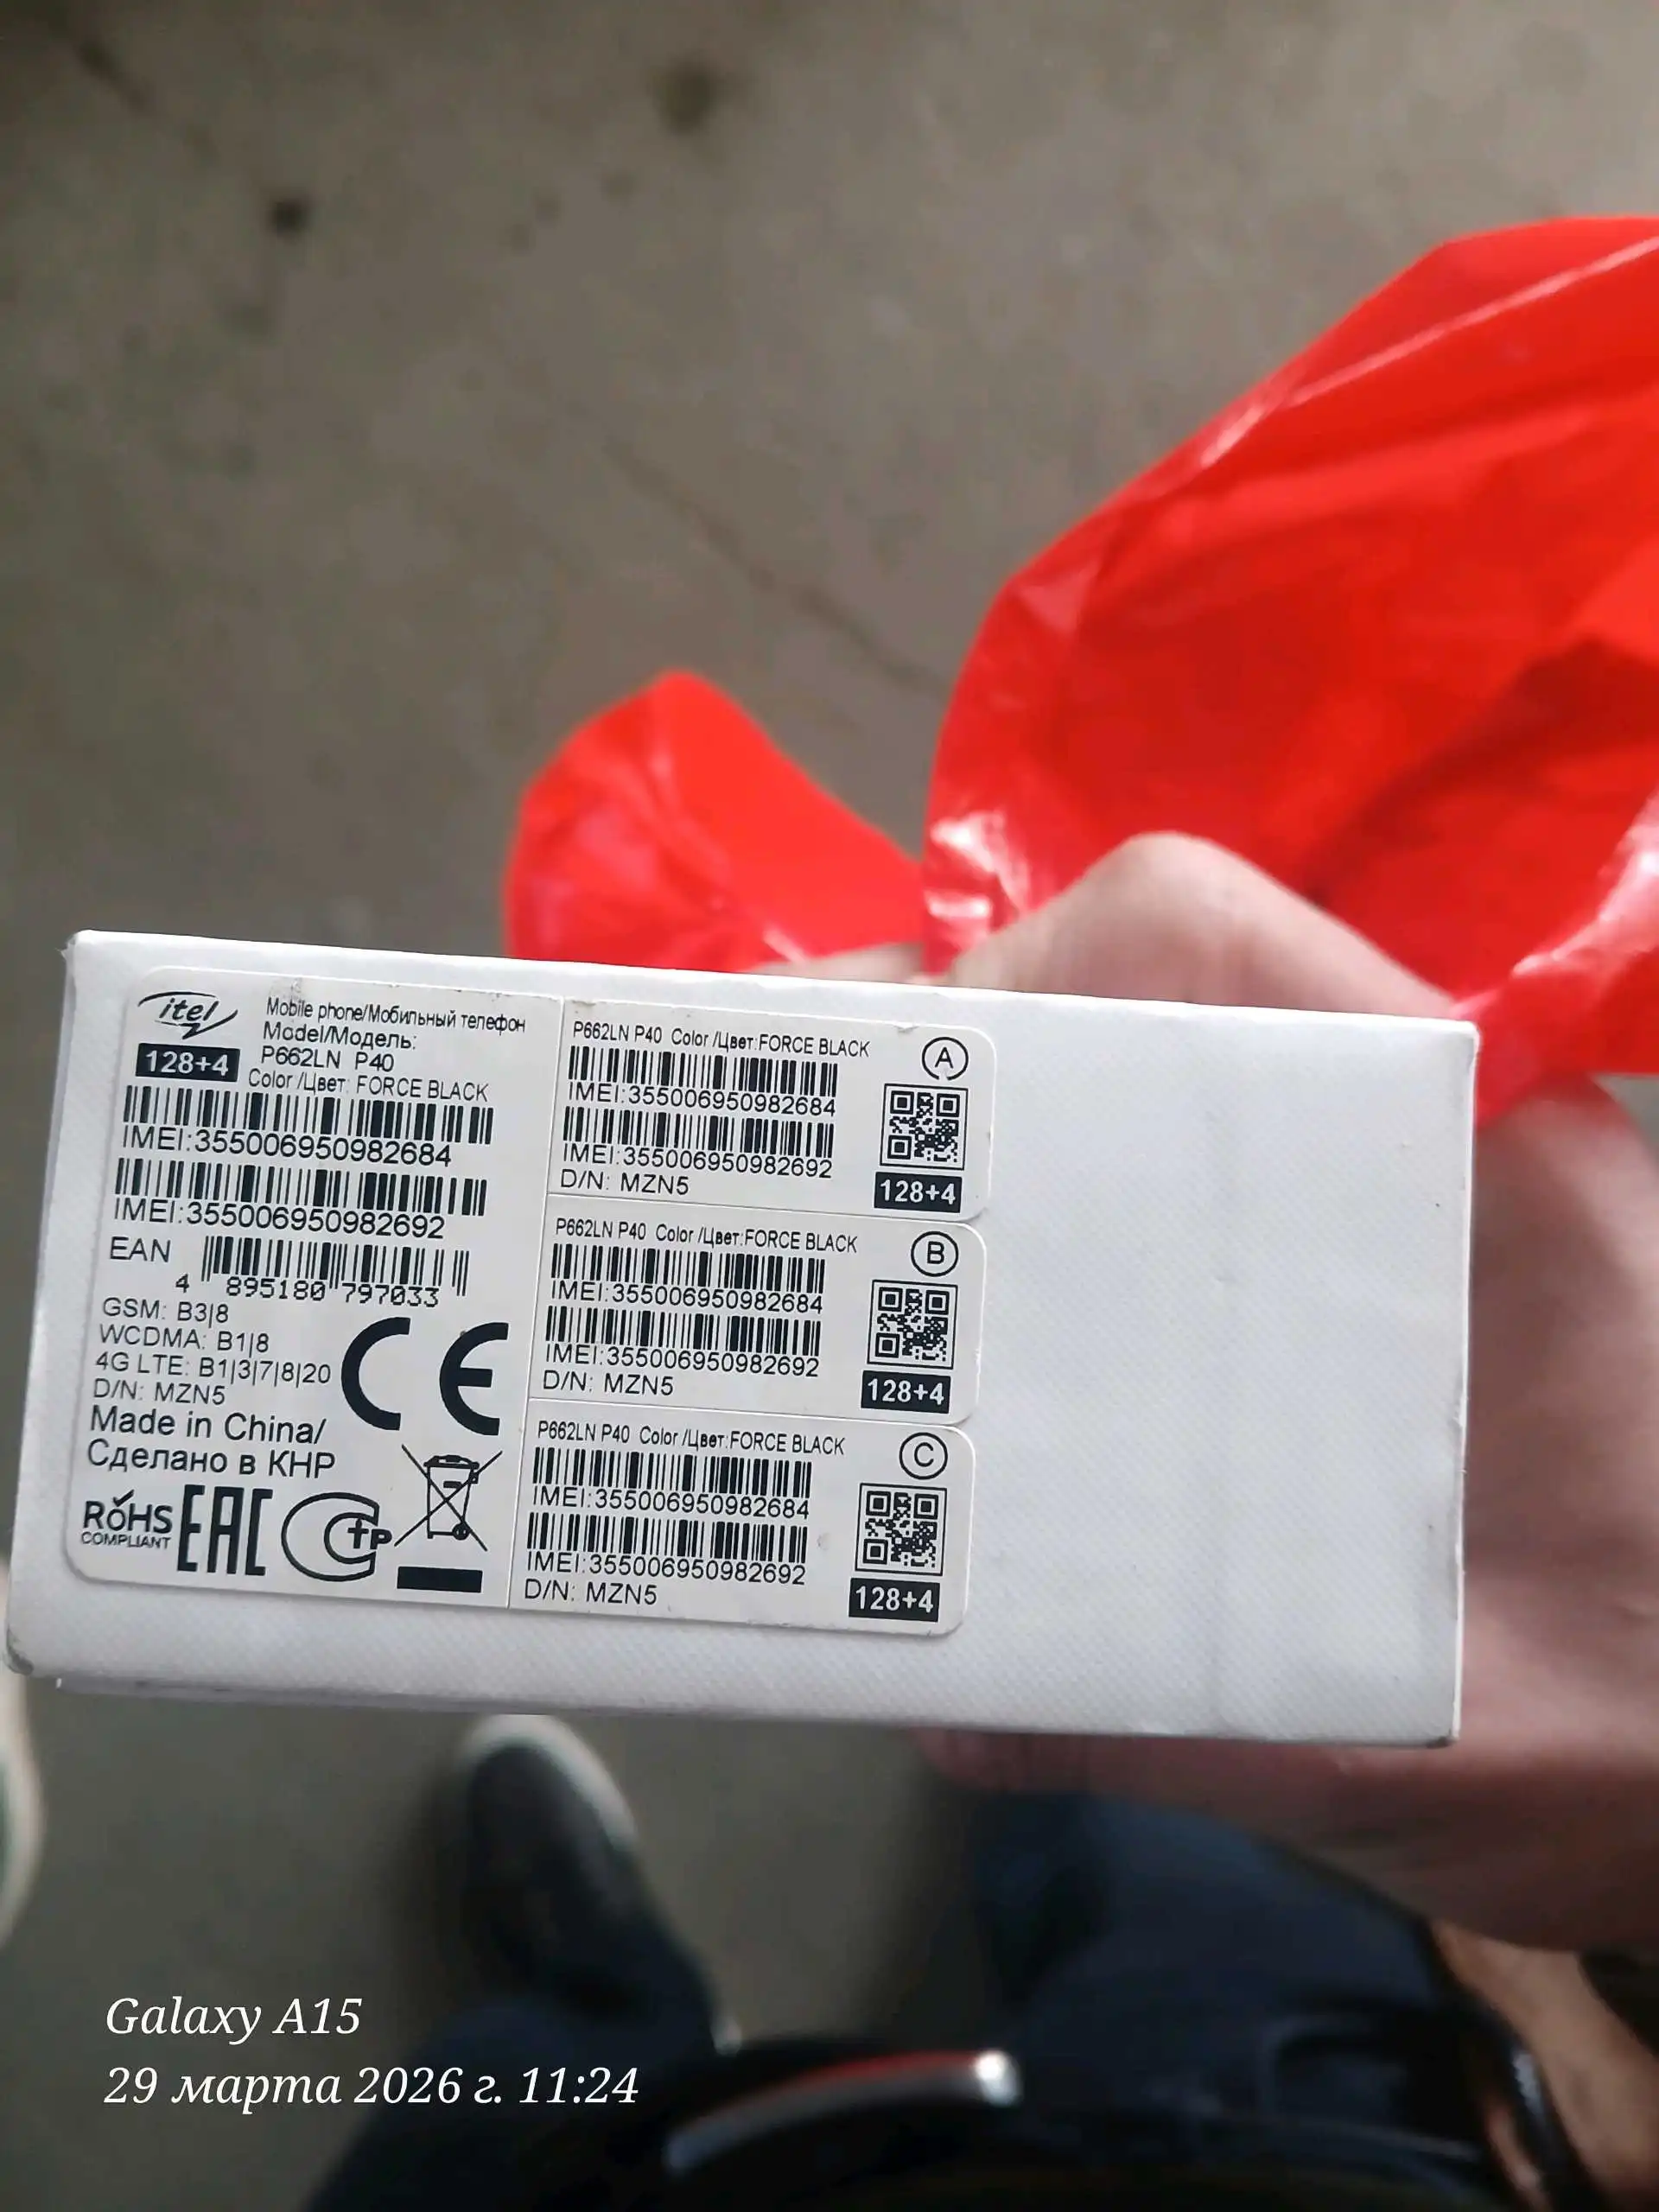 itel
Mobile phone/Мобильный телефон
Model/Модель:
128+4
P662LN P40
Color /Цвет: FORCE BLACK
IMEI:355006950982684
IMEI:355006950982692
EAN
4 895180 797033
GSM: B3|8
WCDMA: B1|8
4G LTE: B1|3|7|8|20
D/N: MZN5
Made in China/
Сделано в КНР
CE
RoHS
COMPLIANT
EAC
СТР
P662LN P40 Color /Цвет:FORCE BLACK
A
IMEI:355006950982684
IMEI:355006950982692
D/N: MZN5
128+4
P662LN P40 Color /Цвет:FORCE BLACK
B
IMEI:355006950982684
IMEI:355006950982692
D/N: MZN5
128+4
P662LN P40 Color /Цвет:FORCE BLACK
C
IMEI:355006950982684
IMEI:355006950982692
D/N: MZN5
128+4
Galaxy A15
29 марта 2026 г. 11:24